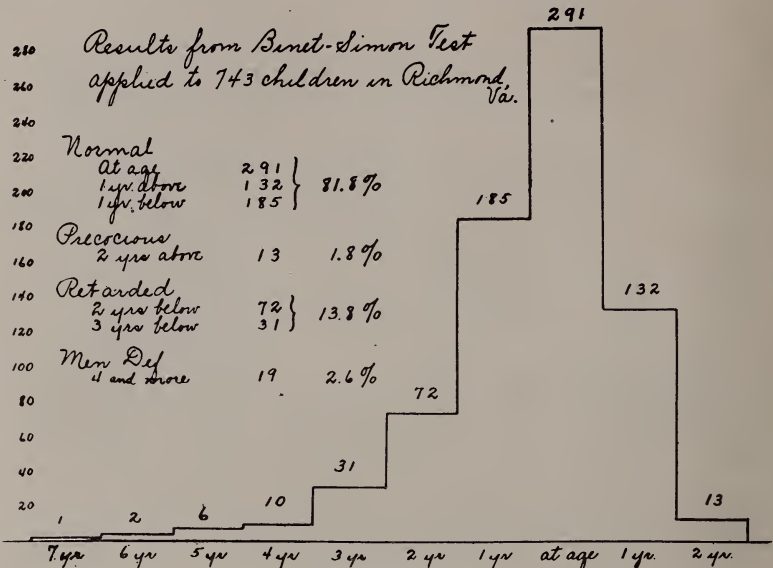 291
Results from Binet-Simon Test
applied to 743 children in Richmond
Va.
280
260
240
220
200
180
160
140
120
100
80
60
40
20
Normal
At age 291
1 yr. above 132 81.8%
1 yr. below 185
Precocious
2 yrs above 13 1.8%
Retarded
2 yrs below 72 13.8%
3 yrs below 31
Men Def
4 and more 19 2.6%
185
132
72
31
13
10
6
2
1
7 yr 6 yr 5 yr 4 yr 3 yr 2 yr 1 yr at age 1 yr. 2 yr.